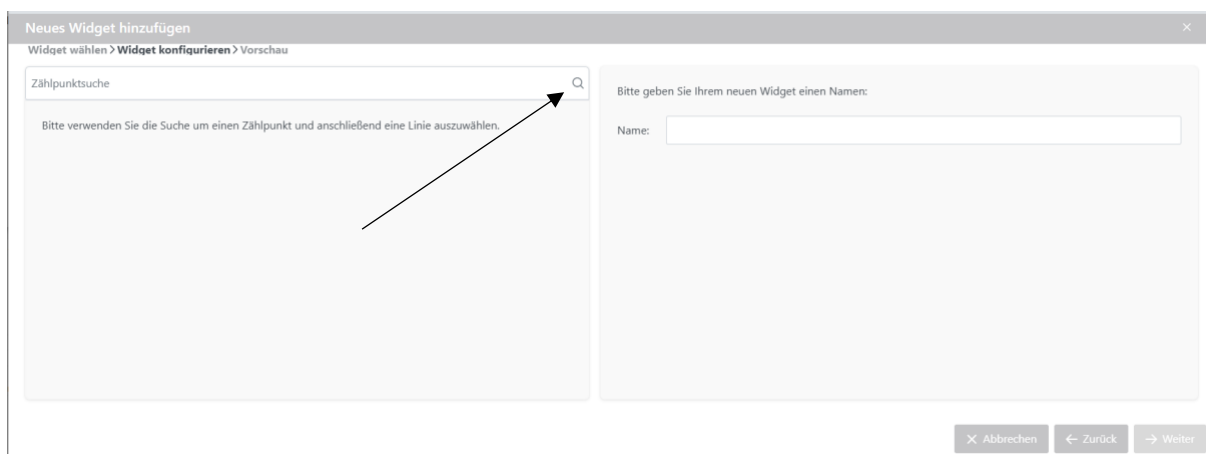 Neues Widget hinzufügen
Widget wählen > Widget konfigurieren > Vorschau
Zählpunktsuche
Bitte verwenden Sie die Suche um einen Zählpunkt und anschließend eine Linie auszuwählen.
Bitte geben Sie Ihrem neuen Widget einen Namen:
Name:
Abbrechen
Zurück
Weiter